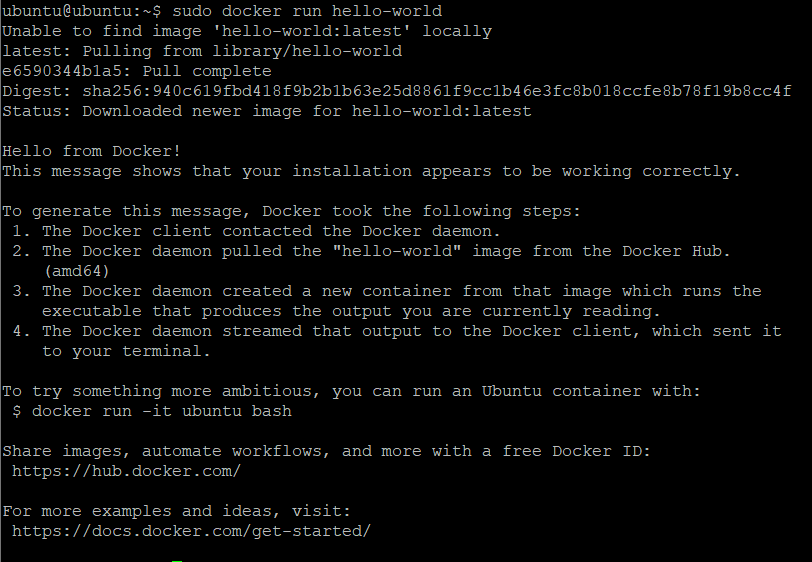 ubuntu@ubuntu:~$ sudo docker run hello-world
Unable to find image 'hello-world:latest' locally
latest: Pulling from library/hello-world
e6590344b1a5: Pull complete
Digest: sha256:940c619fbd418f9b2b1b63e25d8861f9cc1b46e3fc8b018ccfe8b78f19b8cc4f
Status: Downloaded newer image for hello-world:latest

Hello from Docker!
This message shows that your installation appears to be working correctly.

To generate this message, Docker took the following steps:
 1. The Docker client contacted the Docker daemon.
 2. The Docker daemon pulled the "hello-world" image from the Docker Hub.
    (amd64)
 3. The Docker daemon created a new container from that image which runs the
    executable that produces the output you are currently reading.
 4. The Docker daemon streamed that output to the Docker client, which sent it
    to your terminal.

To try something more ambitious, you can run an Ubuntu container with:
 $ docker run -it ubuntu bash

Share images, automate workflows, and more with a free Docker ID:
 https://hub.docker.com/

For more examples and ideas, visit:
 https://docs.docker.com/get-started/